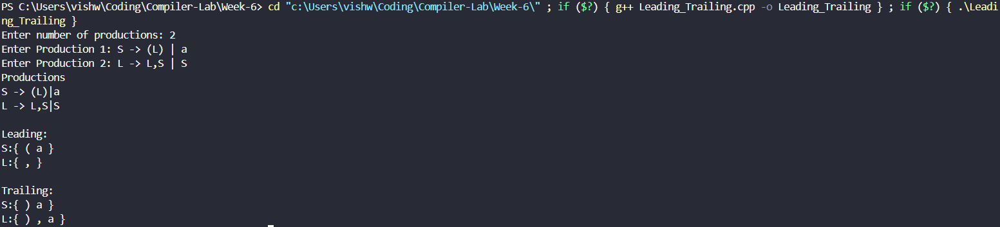 PS C:\Users\vishw\Coding\Compiler-Lab\Week-6> cd "c:\Users\vishw\Coding\Compiler-Lab\Week-6\" ; if ($?) { g++ Leading_Trailing.cpp -o Leading_Trailing } ; if ($?) { .\Leadi
ng_Trailing }
Enter number of productions: 2
Enter Production 1: S -> (L) | a
Enter Production 2: L -> L,S | S
Productions
S -> (L)|a
L -> L,S|S
Leading:
S:{ ( a }
L:{ , }
Trailing:
S:{ ) a }
L:{ ) , a }